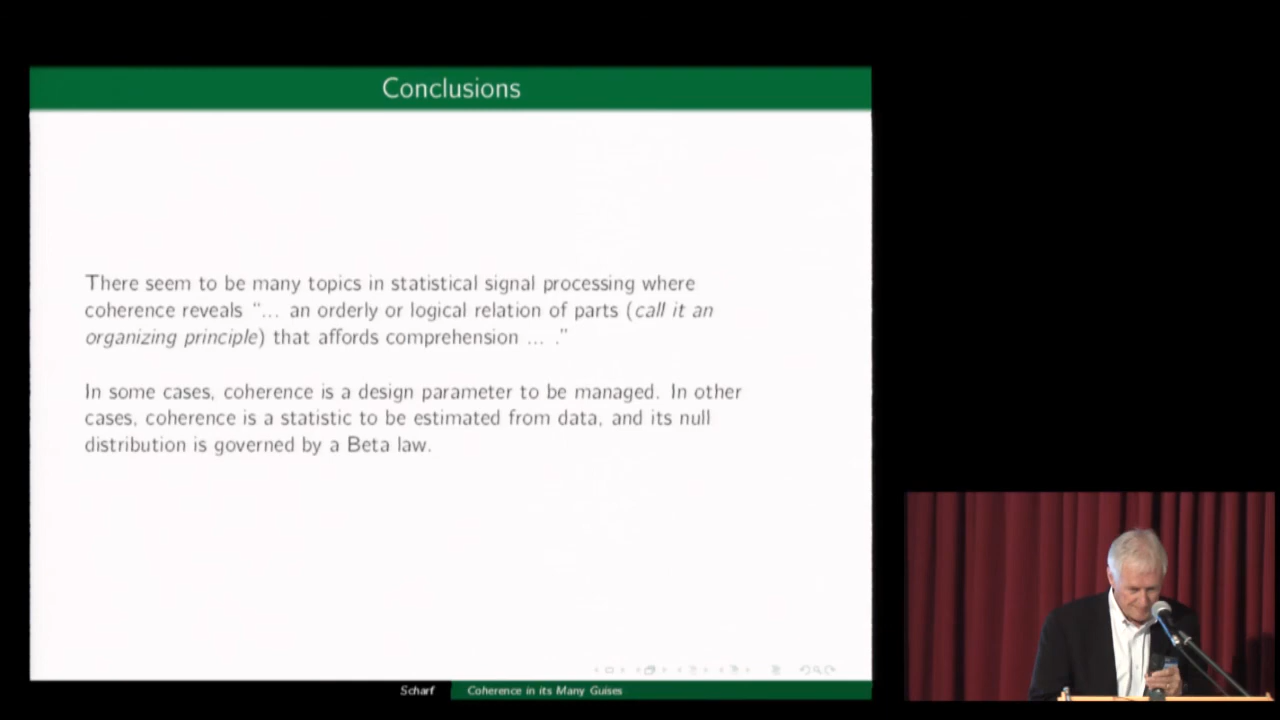 Conclusions
There seem to be many topics in statistical signal processing where
coherence reveals "... an orderly or logical relation of parts (call it an
organizing principle) that affords comprehension ... ."
In some cases, coherence is a design parameter to be managed. In other
cases, coherence is a statistic to be estimated from data, and its null
distribution is governed by a Beta law.
Scharf
Coherence in its Many Guises